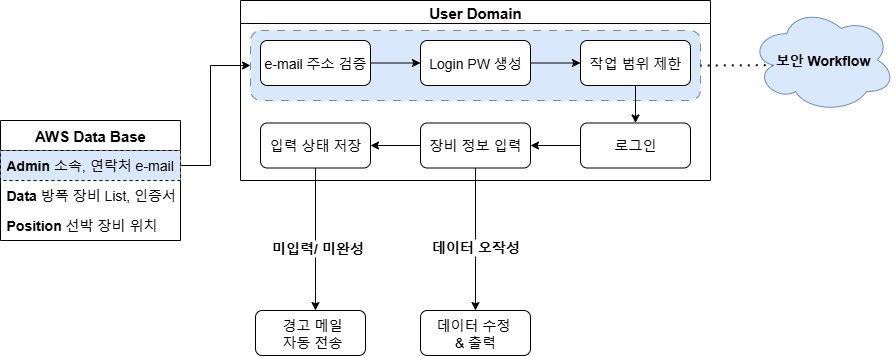 User Domain
e-mail 주소 검증
Login PW 생성
작업 범위 제한
보안 Workflow
AWS Data Base
Admin 소속, 연락처 e-mail
Data 방폭 장비 List, 인증서
Position 선박 장비 위치
입력 상태 저장
장비 정보 입력
로그인
미입력/ 미완성
데이터 오작성
경고 메일
자동 전송
데이터 수정
& 출력